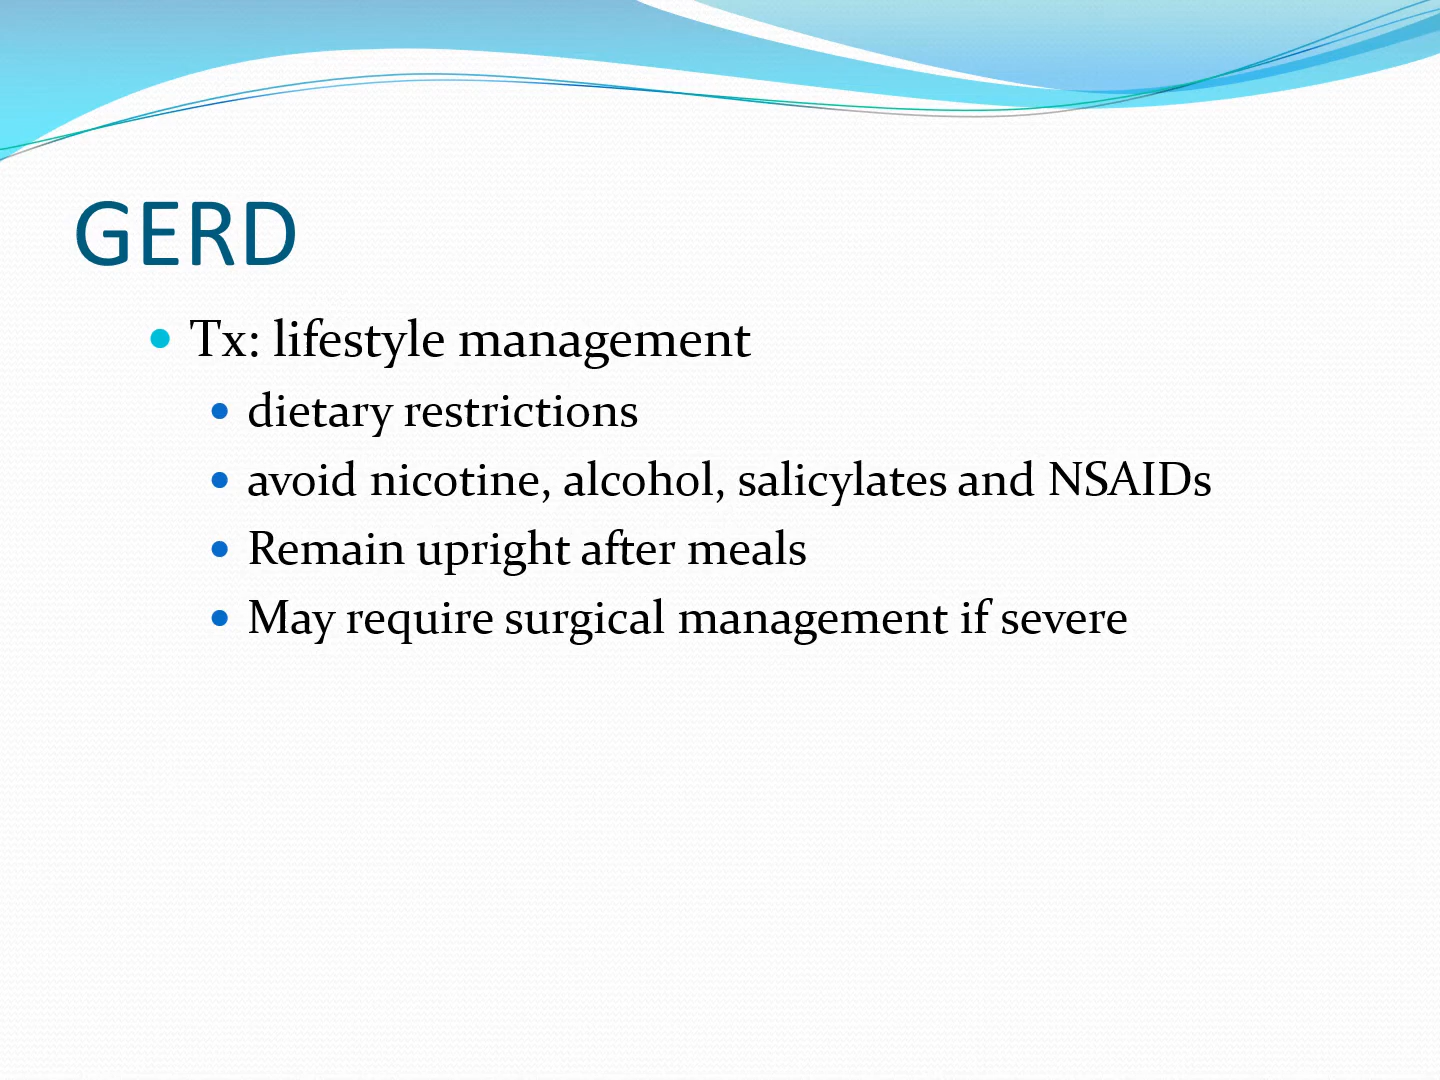 GERD
Tx: lifestyle management
dietary restrictions
avoid nicotine, alcohol, salicylates and NSAIDs
Remain upright after meals
May require surgical management if severe